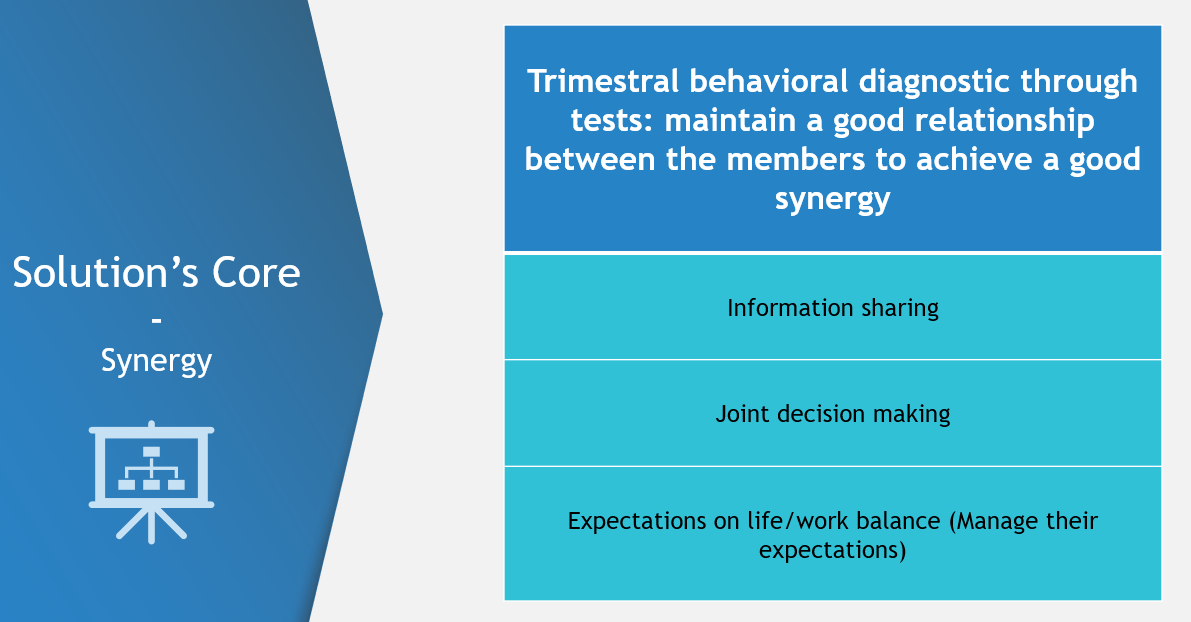 Solution’s Core
-
Synergy
Trimestral behavioral diagnostic through
tests: maintain a good relationship
between the members to achieve a good
synergy
Information sharing
Joint decision making
Expectations on life/work balance (Manage their
expectations)